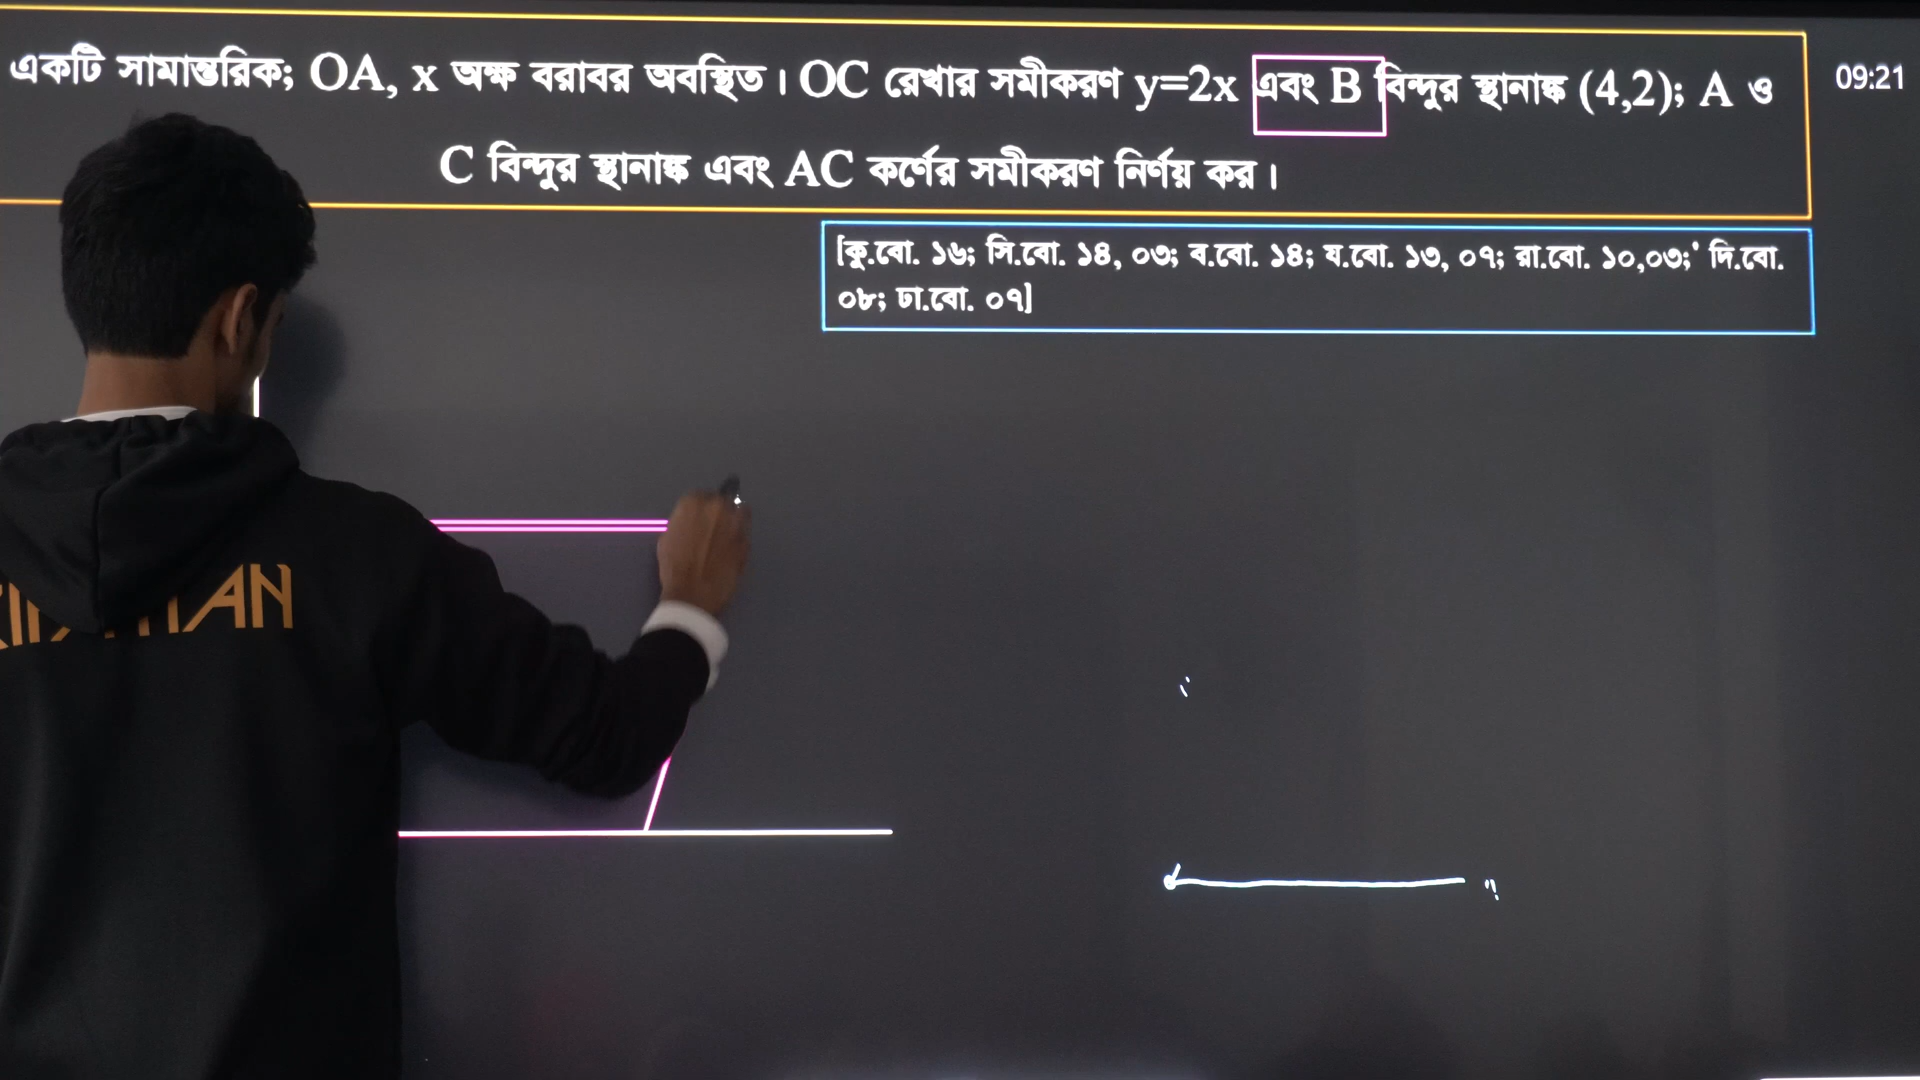 একটি সামান্তরিক; OA, x অক্ষ বরাবর অবস্থিত। OC রেখার সমীকরণ y=2x এবং B বিন্দুর স্থানাঙ্ক (4,2); A ও
C বিন্দুর স্থানাঙ্ক এবং AC কর্ণের সমীকরণ নির্ণয় কর।
09:21
[কু.বো. ১৬; সি.বো. ১৪, ০৩; ব.বো. ১৪; য.বো. ১৩, ০৭; রা.বো. ১০,০৩;' দি.বো.
০৮; ঢা.বো. ০৭]